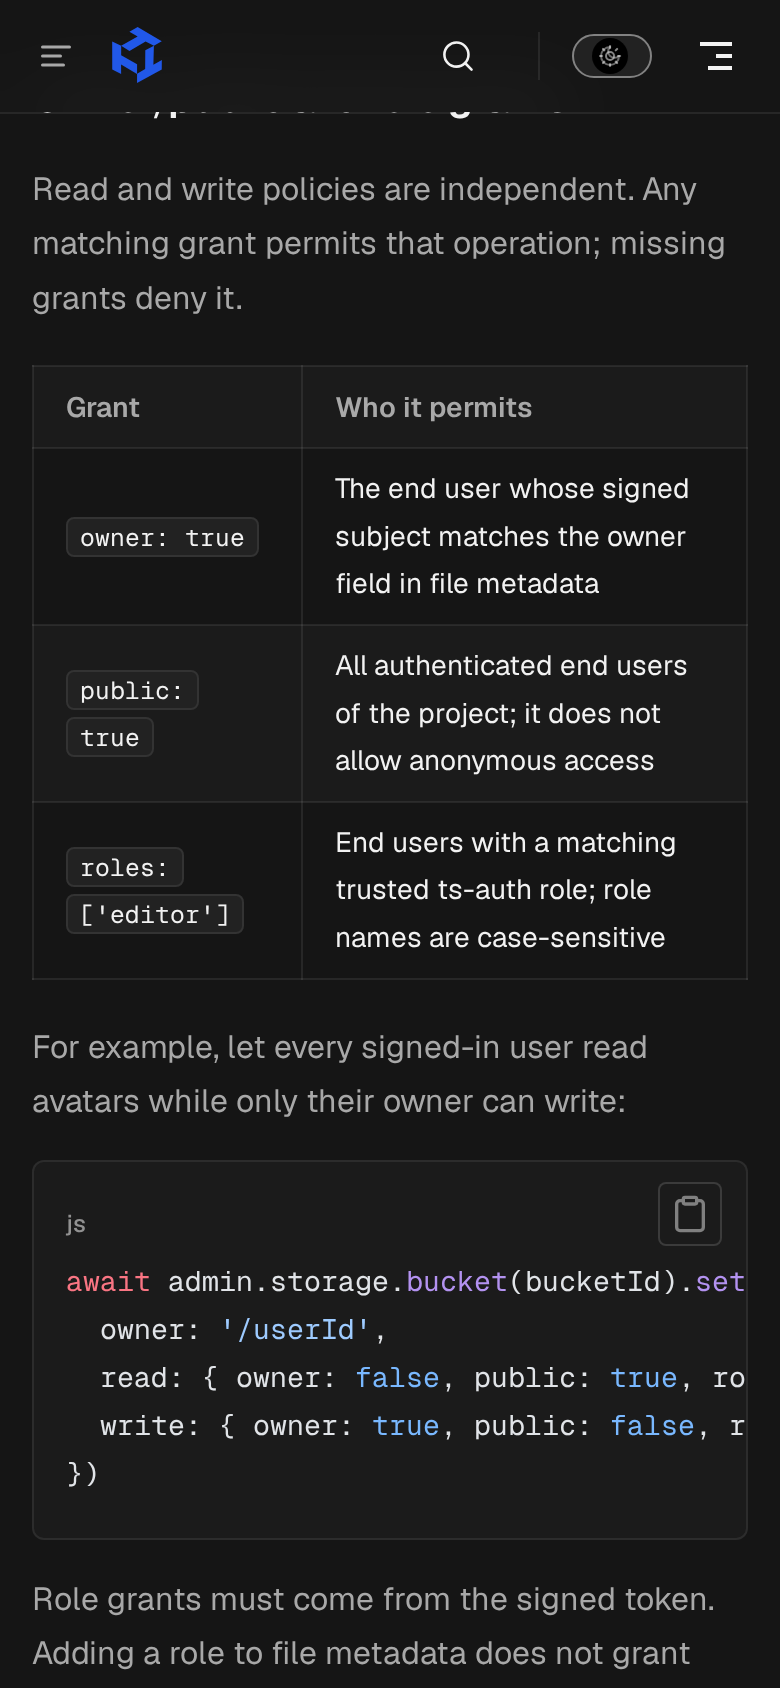 Read and write policies are independent. Any
matching grant permits that operation; missing
grants deny it.
Grant
Who it permits
owner: true
The end user whose signed
subject matches the owner
field in file metadata
public:
true
All authenticated end users
of the project; it does not
allow anonymous access
roles:
['editor']
End users with a matching
trusted ts-auth role; role
names are case-sensitive
For example, let every signed-in user read
avatars while only their owner can write:
js
await admin.storage.bucket(bucketId).set
owner: '/userId',
read: { owner: false, public: true, ro
write: { owner: true, public: false, r
})
Role grants must come from the signed token.
Adding a role to file metadata does not grant